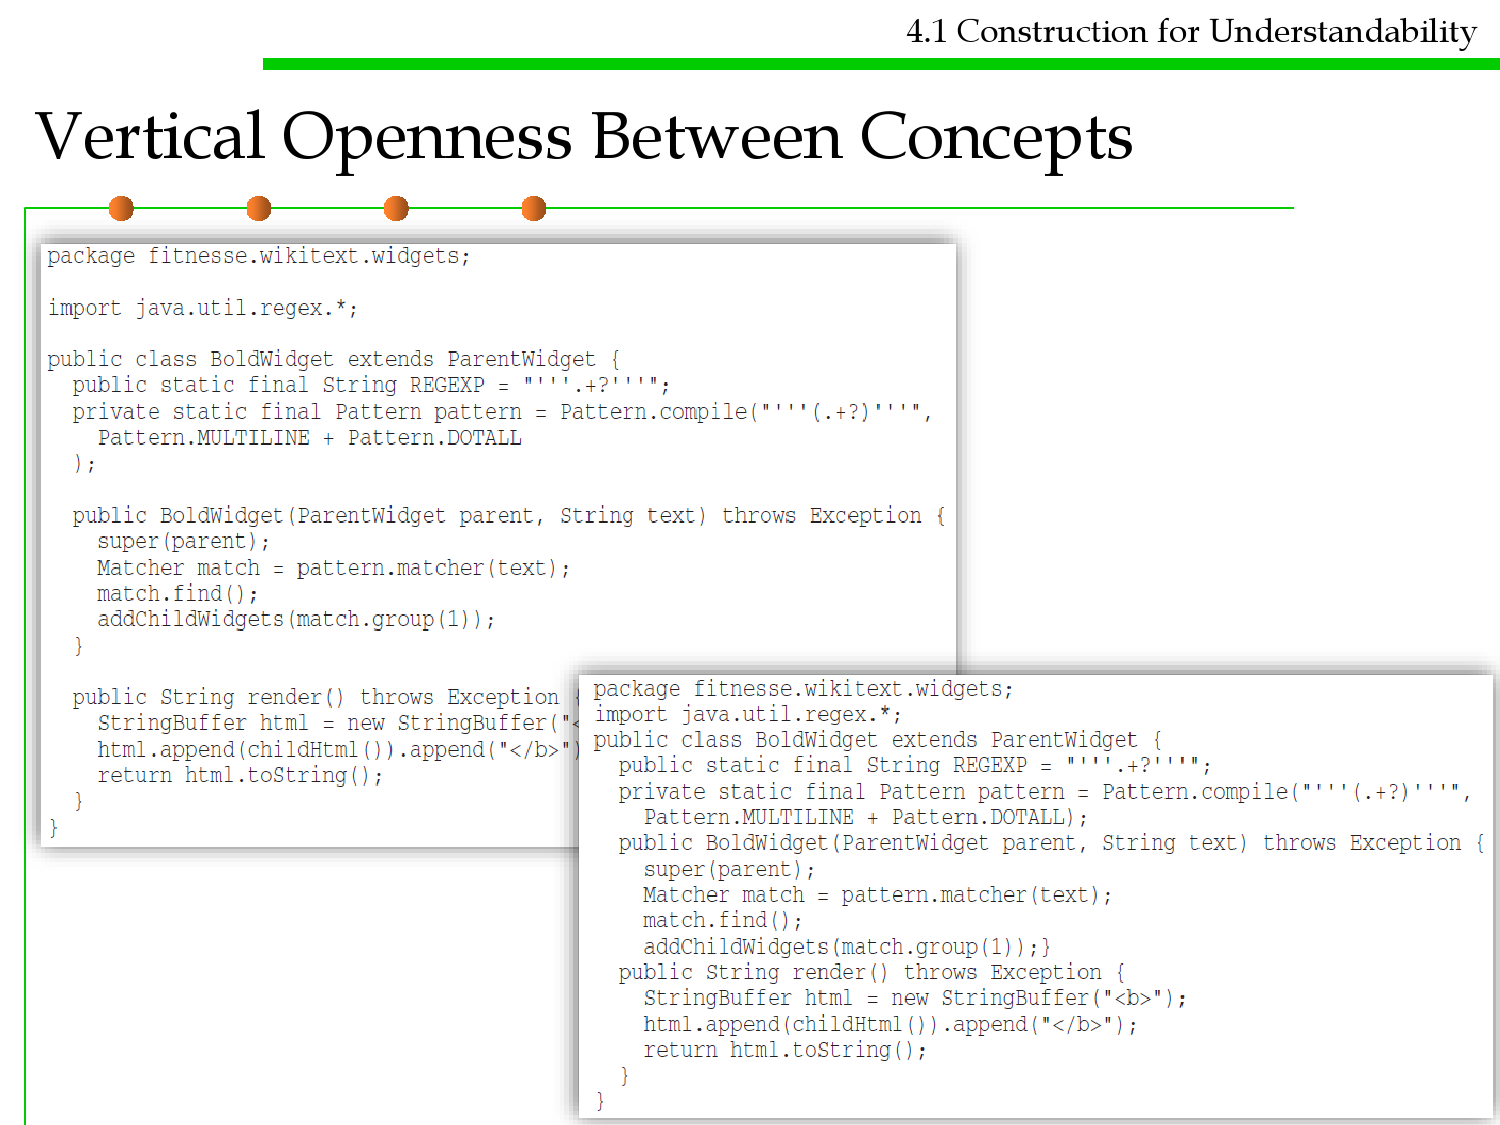 4.1 Construction for Understandability
Vertical Openness Between Concepts
package fitnesse.wikitext.widgets;
import java.util.regex.*;
public class BoldWidget extends ParentWidget {
public static final String REGEXP = "'''.+?'''";
private static final Pattern pattern = Pattern.compile("'''(.+?)'''",
Pattern.MULTILINE + Pattern.DOTALL
);
public BoldWidget(ParentWidget parent, String text) throws Exception {
super(parent);
Matcher match = pattern.matcher(text);
match.find();
addChildWidgets(match.group(1));
}
public String render() throws Exception {
StringBuffer html = new StringBuffer("<
html.append(childHtml()).append("</b>")
return html.toString();
}
}
package fitnesse.wikitext.widgets;
import java.util.regex.*;
public class BoldWidget extends ParentWidget {
public static final String REGEXP = "'''.+?'''";
private static final Pattern pattern = Pattern.compile("'''(.+?)'''",
Pattern.MULTILINE + Pattern.DOTALL);
public BoldWidget(ParentWidget parent, String text) throws Exception {
super(parent);
Matcher match = pattern.matcher(text);
match.find();
addChildWidgets(match.group(1));}
public String render() throws Exception {
StringBuffer html = new StringBuffer("<b>");
html.append(childHtml()).append("</b>");
return html.toString();
}
}